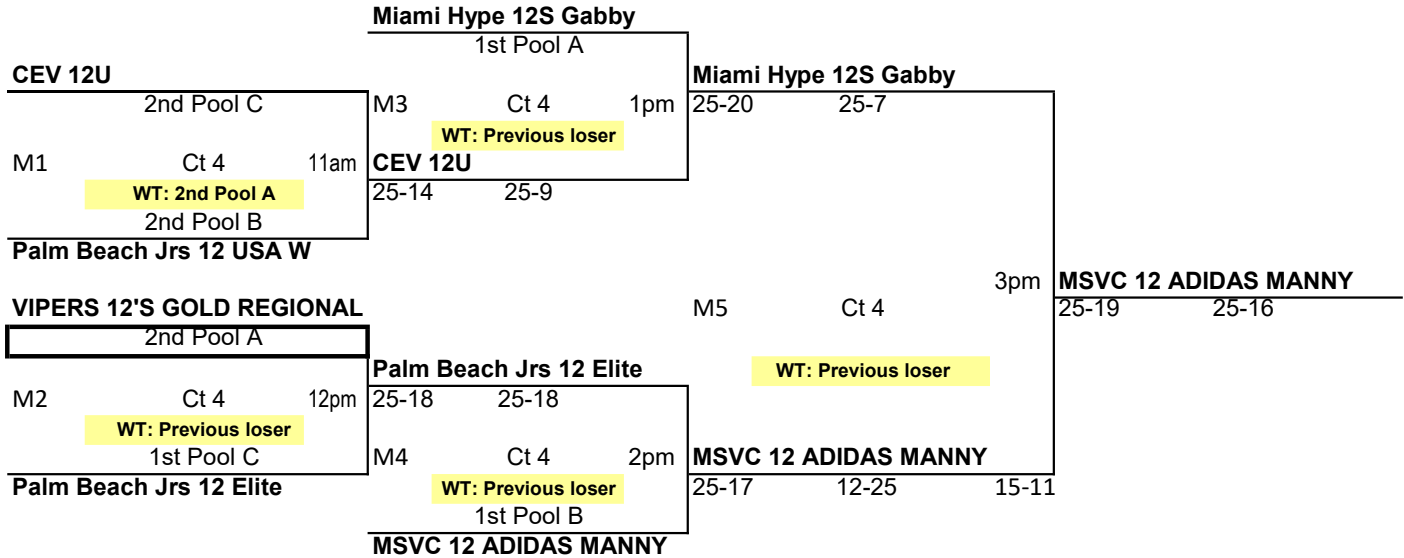 Miami Hype 12S Gabby
1st Pool A
CEV 12U
Miami Hype 12S Gabby
2nd Pool C
M3 Ct 4 1pm
25-20 25-7
WT: Previous loser
M1 Ct 4 11am
CEV 12U
WT: 2nd Pool A
25-14 25-9
2nd Pool B
Palm Beach Jrs 12 USA W
3pm
MSVC 12 ADIDAS MANNY
VIPERS 12'S GOLD REGIONAL
M5 Ct 4
25-19 25-16
2nd Pool A
Palm Beach Jrs 12 Elite
WT: Previous loser
M2 Ct 4 12pm
25-18 25-18
WT: Previous loser
1st Pool C
M4 Ct 4 2pm
MSVC 12 ADIDAS MANNY
Palm Beach Jrs 12 Elite
WT: Previous loser
25-17 12-25 15-11
1st Pool B
MSVC 12 ADIDAS MANNY